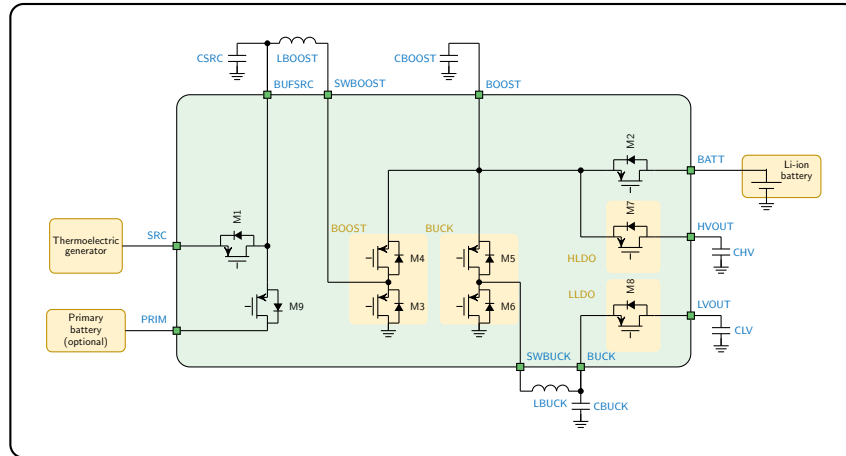 CSRC
LBOOST
CBOOST
BUFSRC
SWBOOST
BOOST
M2
BATT
Li-ion
battery
M1
SRC
Thermoelectric
generator
BOOST
BUCK
M7
HVOUT
M4
M5
HLDO
CHV
M9
M3
M6
LLDO
M8
LVOUT
Primary
battery
(optional)
PRIM
CLV
SWBUCK
BUCK
LBUCK
CBUCK